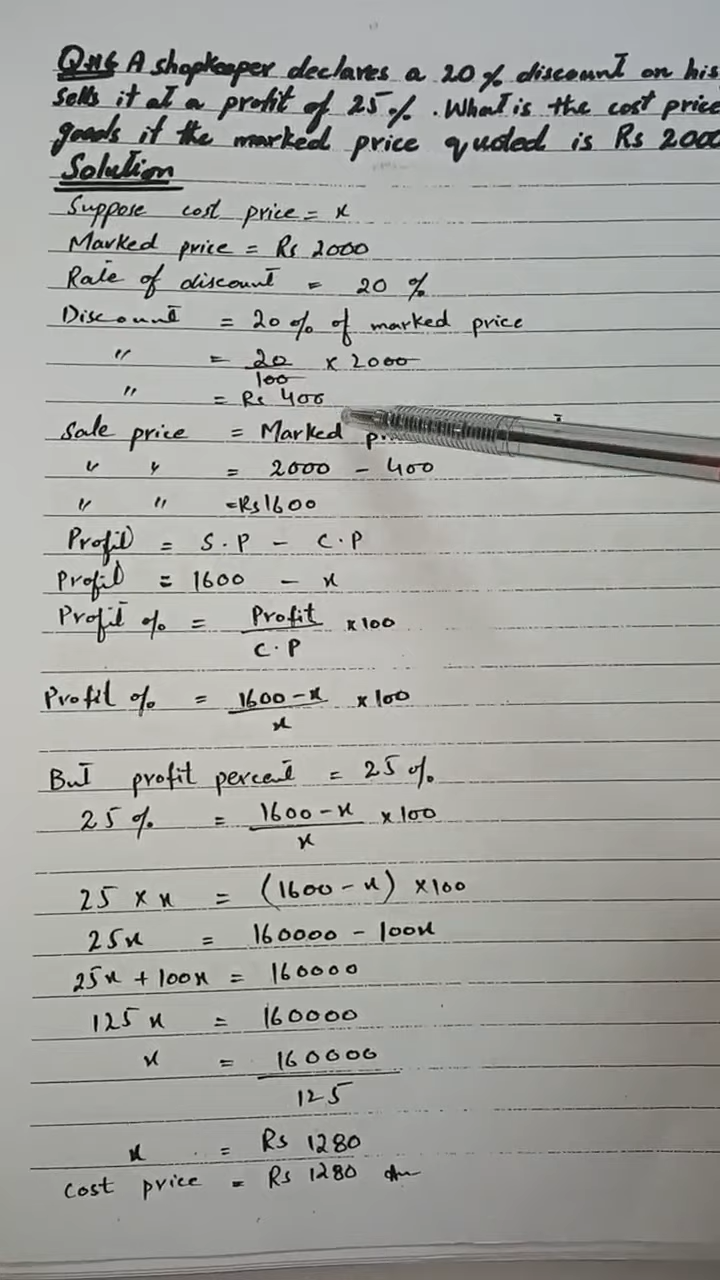 Q.No6 A shopkeeper declares a 20% discount on his
sells it at a profit of 25%. What is the cost price
goods if the marked price quoted is Rs 2000
Solution
Suppose cost price = x
Marked price = Rs 2000
Rate of discount = 20 %
Discount = 20% of marked price
" = 20/100 x 2000
" = Rs 400
Sale price = Marked
" " = 2000 - 400
" " = Rs 1600
Profit = S.P - C.P
Profit = 1600 - x
Profit % = Profit/C.P x 100
Profit % = 1600-x/x x 100
But profit percent = 25%
25% = 1600-x/x x 100
25 x x = (1600-x) x 100
25x = 160000 - 100x
25x + 100x = 160000
125x = 160000
x = 160000/125
x = Rs 1280
Cost price = Rs 1280